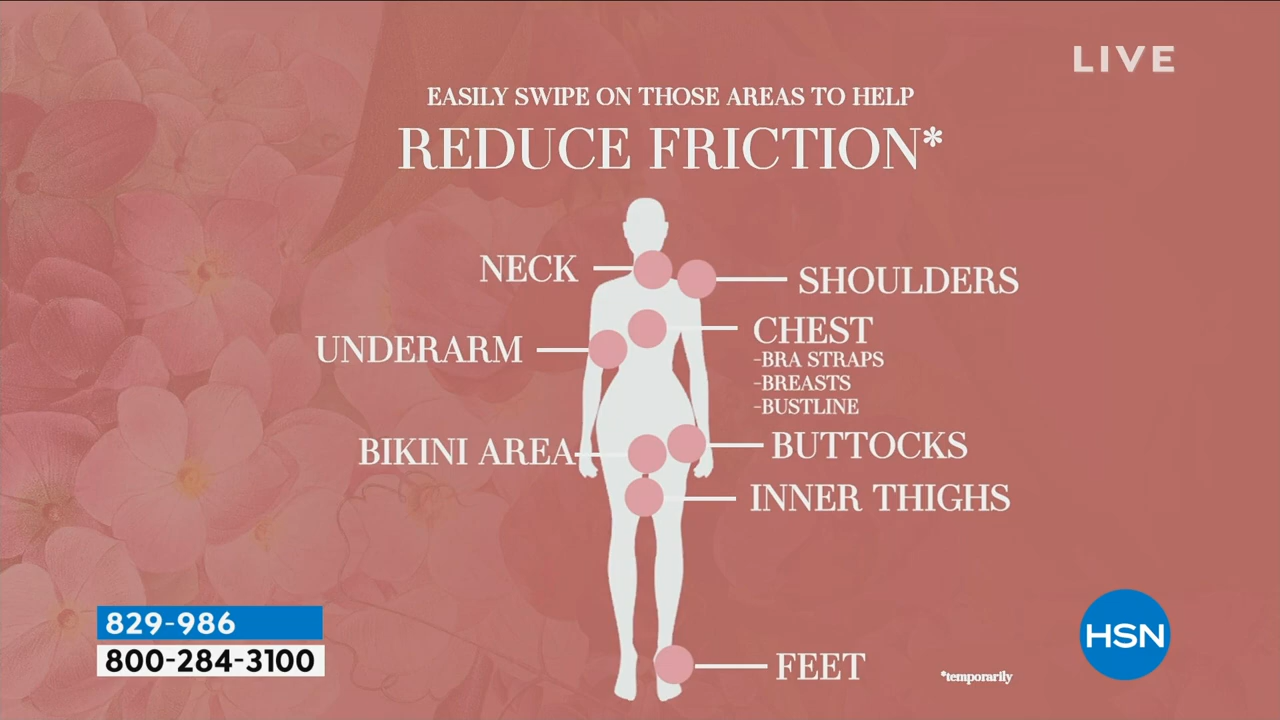 LIVE
EASILY SWIPE ON THOSE AREAS TO HELP
REDUCE FRICTION*
NECK
SHOULDERS
UNDERARM
CHEST
-BRA STRAPS
-BREASTS
-BUSTLINE
BIKINI AREA
BUTTOCKS
INNER THIGHS
829-986
800-284-3100
HSN
FEET
*temporarily